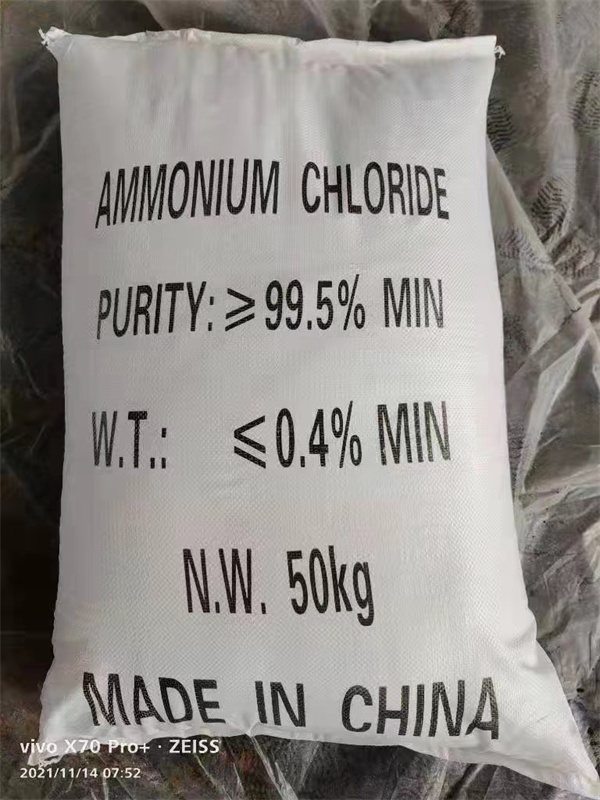 AMMONIUM CHLORIDE
PURITY: ≥99.5% MIN
W.T.: ≤0.4% MIN
N.W. 50kg
MADE IN CHINA
vivo X70 Pro+ · ZEISS
2021/11/14 07:52